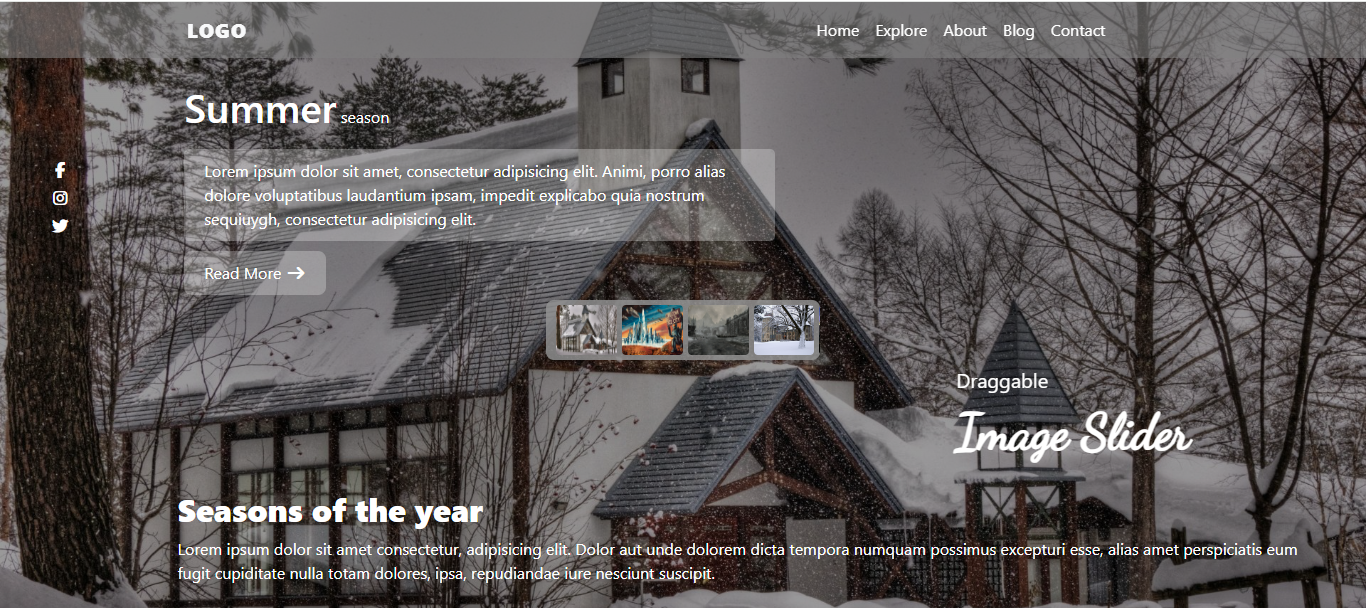 LOGO
Home Explore About Blog Contact
Summer season
Lorem ipsum dolor sit amet, consectetur adipisicing elit. Animi, porro alias
dolore voluptatibus laudantium ipsam, impedit explicabo quia nostrum
sequiuygh, consectetur adipisicing elit.
Read More
Draggable
Image Slider
Seasons of the year
Lorem ipsum dolor sit amet consectetur, adipisicing elit. Dolor aut unde dolorem dicta tempora numquam possimus excepturi esse, alias amet perspiciatis eum
fugit cupiditate nulla totam dolores, ipsa, repudiandae iure nesciunt suscipit.